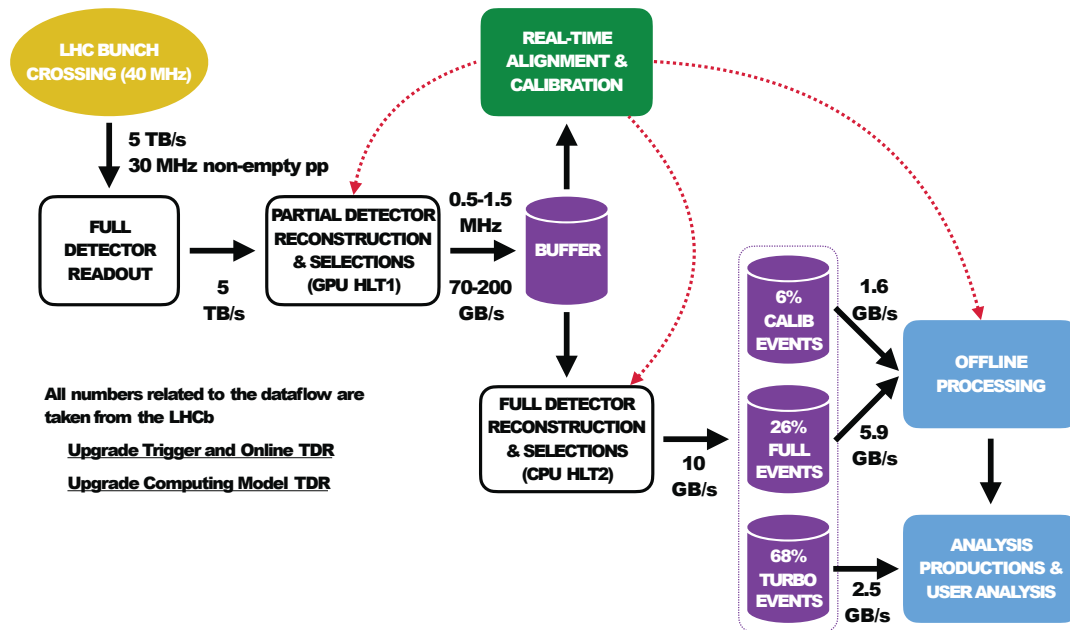 LHC BUNCH
CROSSING (40 MHz)
5 TB/s
30 MHz non-empty pp
FULL
DETECTOR
READOUT
5
TB/s
PARTIAL DETECTOR
RECONSTRUCTION
& SELECTIONS
(GPU HLT1)
0.5-1.5
MHz
70-200
GB/s
REAL-TIME
ALIGNMENT &
CALIBRATION
BUFFER
FULL DETECTOR
RECONSTRUCTION
& SELECTIONS
(CPU HLT2)
10
GB/s
6%
CALIB
EVENTS
26%
FULL
EVENTS
68%
TURBO
EVENTS
1.6
GB/s
5.9
GB/s
2.5
GB/s
OFFLINE
PROCESSING
ANALYSIS
PRODUCTIONS &
USER ANALYSIS
All numbers related to the dataflow are
taken from the LHCb
Upgrade Trigger and Online TDR
Upgrade Computing Model TDR